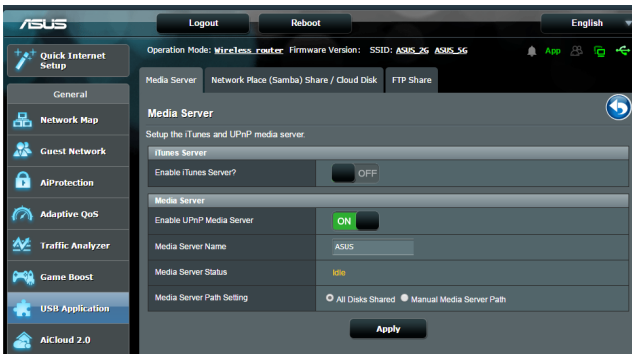 ASUS Logout Reboot English
Operation Mode: Wireless router Firmware Version: SSID: ASUS_2G ASUS_5G App
Quick Internet
Setup
General
Network Map
Guest Network
AiProtection
Adaptive QoS
Traffic Analyzer
Game Boost
USB Application
AiCloud 2.0
Media Server Network Place (Samba) Share / Cloud Disk FTP Share
Media Server
Setup the iTunes and UPnP media server.
iTunes Server
Enable iTunes Server? OFF
Media Server
Enable UPnP Media Server ON
Media Server Name ASUS
Media Server Status Idle
Media Server Path Setting All Disks Shared Manual Media Server Path
Apply